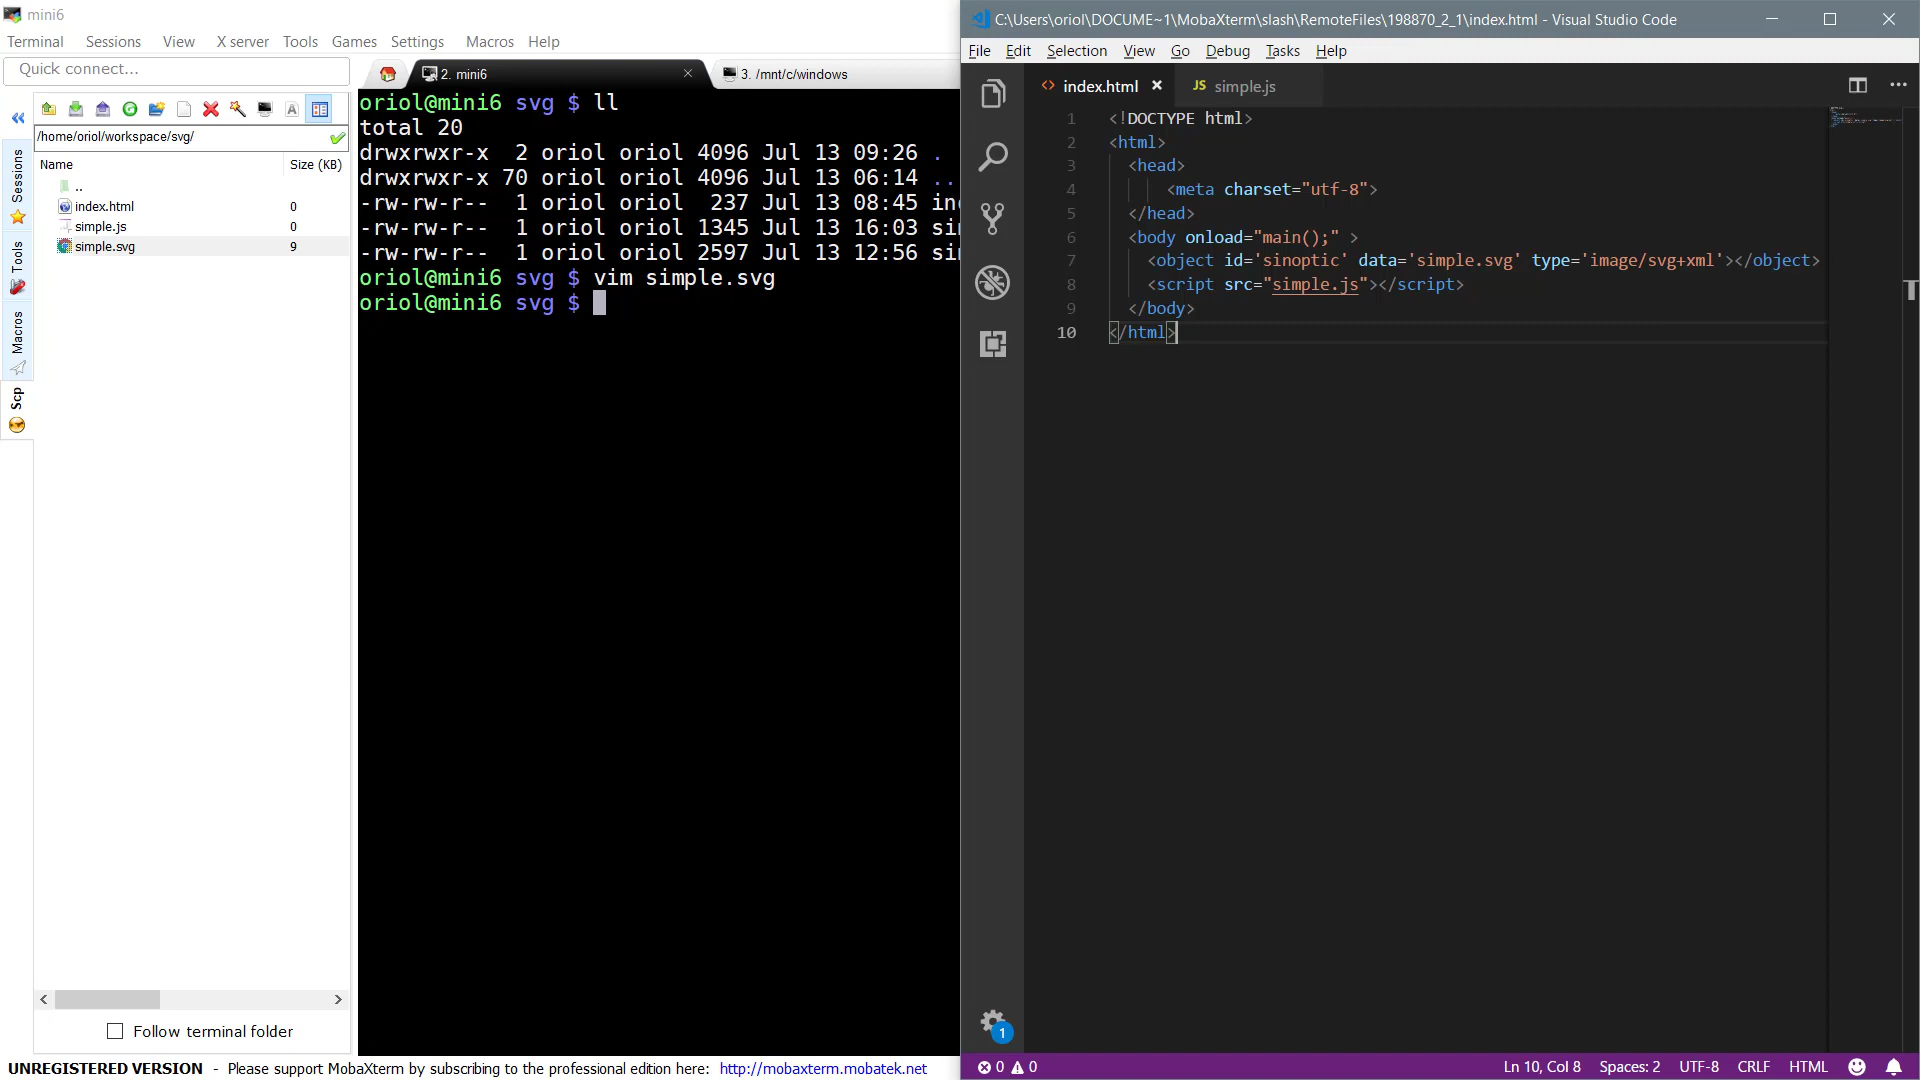 mini6
Terminal Sessions View X server Tools Games Settings Macros Help
Quick connect...
2. mini6
3. /mnt/c/windows
/home/oriol/workspace/svg/
Name Size (KB)
..
index.html 0
simple.js 0
simple.svg 9
Sessions
Tools
Macros
Scp
Follow terminal folder
oriol@mini6 svg $ ll
total 20
drwxrwxr-x 2 oriol oriol 4096 Jul 13 09:26 .
drwxrwxr-x 70 oriol oriol 4096 Jul 13 06:14 ..
-rw-rw-r-- 1 oriol oriol 237 Jul 13 08:45 in
-rw-rw-r-- 1 oriol oriol 1345 Jul 13 16:03 si
-rw-rw-r-- 1 oriol oriol 2597 Jul 13 12:56 si
oriol@mini6 svg $ vim simple.svg
oriol@mini6 svg $
UNREGISTERED VERSION - Please support MobaXterm by subscribing to the professional edition here: http://mobaxterm.mobatek.net
C:\Users\oriol\DOCUME~1\MobaXterm\slash\RemoteFiles\198870_2_1\index.html - Visual Studio Code
File Edit Selection View Go Debug Tasks Help
<> index.html
JS simple.js
1 <!DOCTYPE html>
2 <html>
3 <head>
4 <meta charset="utf-8">
5 </head>
6 <body onload="main();" >
7 <object id='sinoptic' data='simple.svg' type='image/svg+xml'></object>
8 <script src="simple.js"></script>
9 </body>
10 </html>
1
0 0 Ln 10, Col 8 Spaces: 2 UTF-8 CRLF HTML